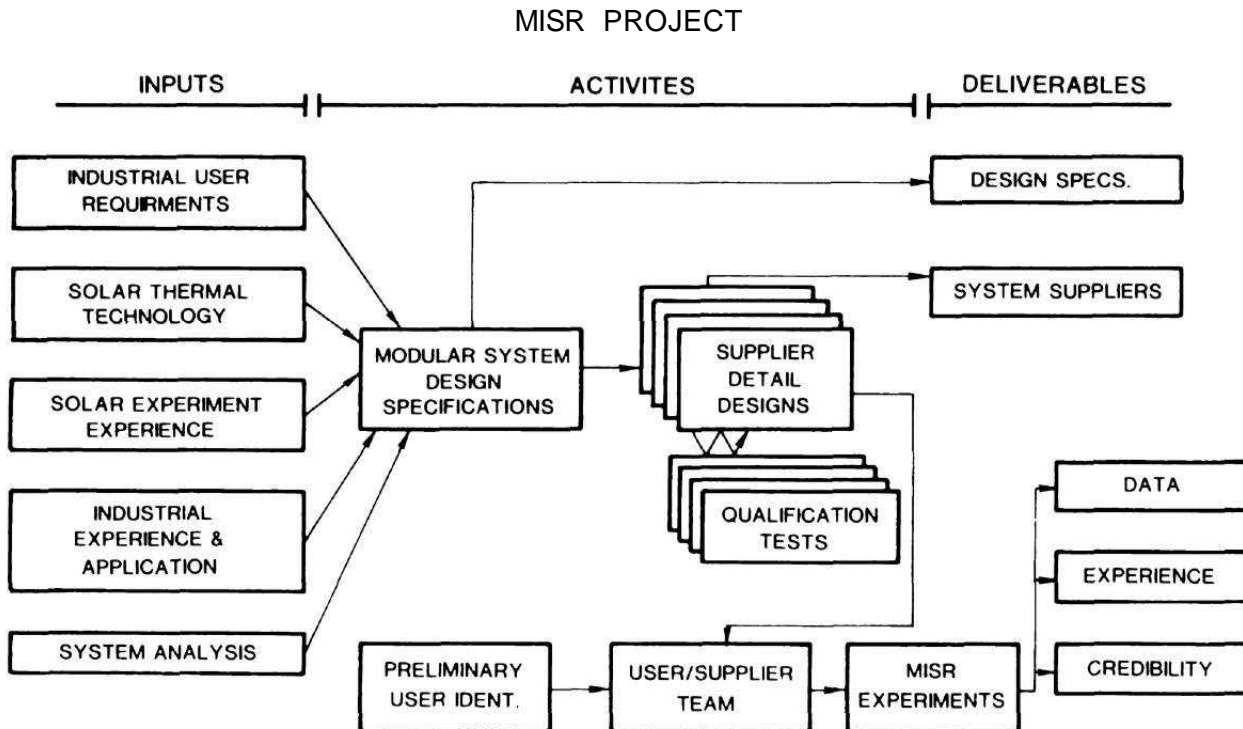 MISR PROJECT
INPUTS
ACTIVITES
DELIVERABLES
INDUSTRIAL USER
REQUIRMENTS
SOLAR THERMAL
TECHNOLOGY
SOLAR EXPERIMENT
EXPERIENCE
INDUSTRIAL
EXPERIENCE &
APPLICATION
SYSTEM ANALYSIS
MODULAR SYSTEM
DESIGN
SPECIFICATIONS
SUPPLIER
DETAIL
DESIGNS
QUALIFICATION
TESTS
PRELIMINARY
USER IDENT.
USER/SUPPLIER
TEAM
MISR
EXPERIMENTS
DESIGN SPECS.
SYSTEM SUPPLIERS
DATA
EXPERIENCE
CREDIBILITY